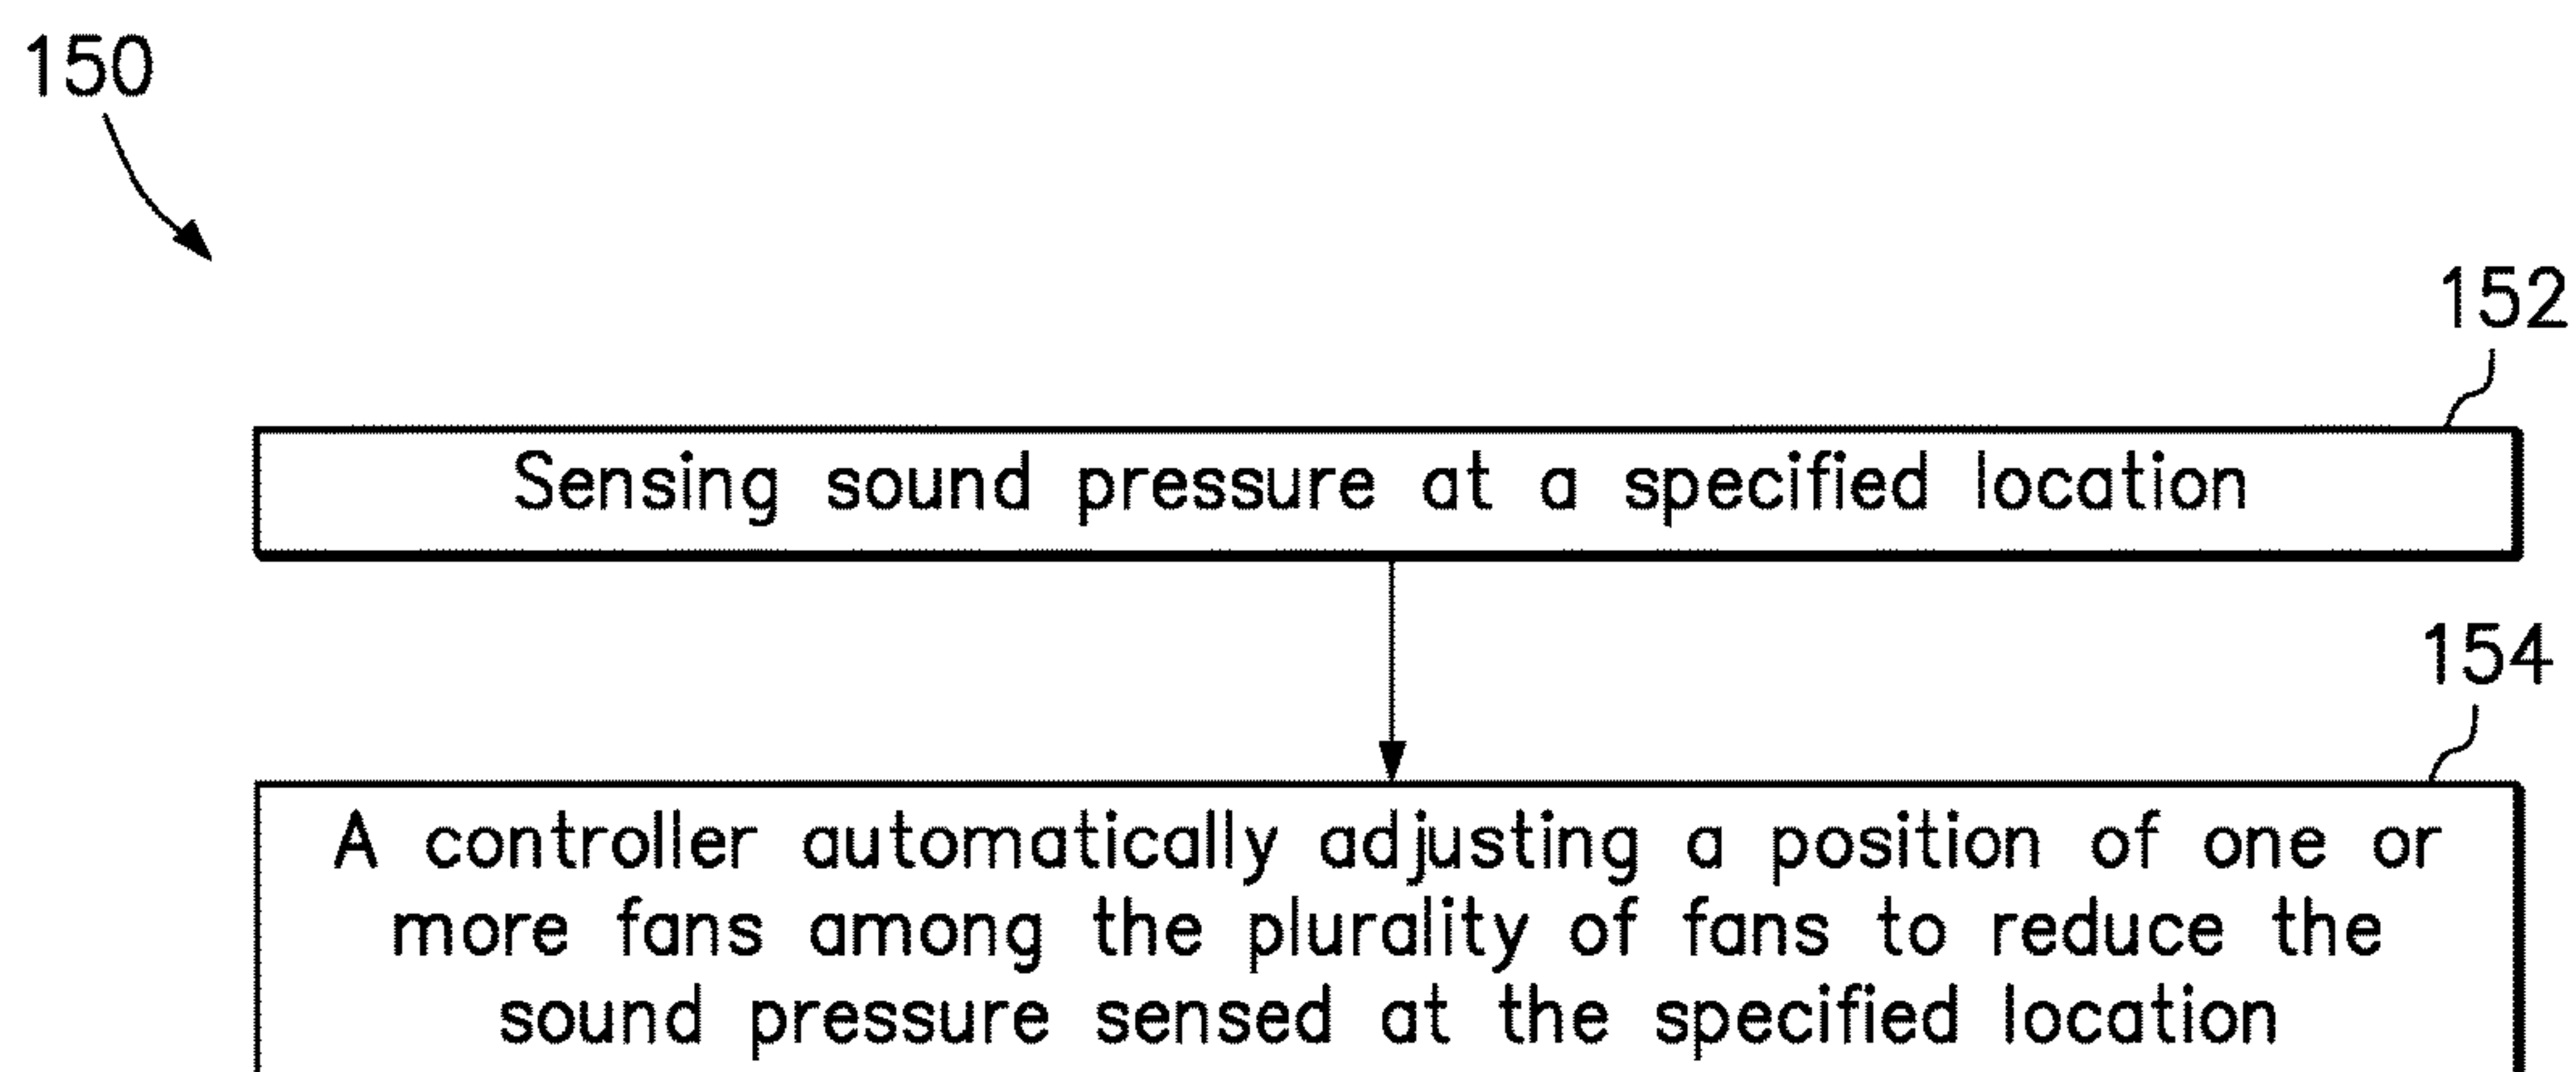 150
152
Sensing sound pressure at a specified location
154
A controller automatically adjusting a position of one or
more fans among the plurality of fans to reduce the
sound pressure sensed at the specified location